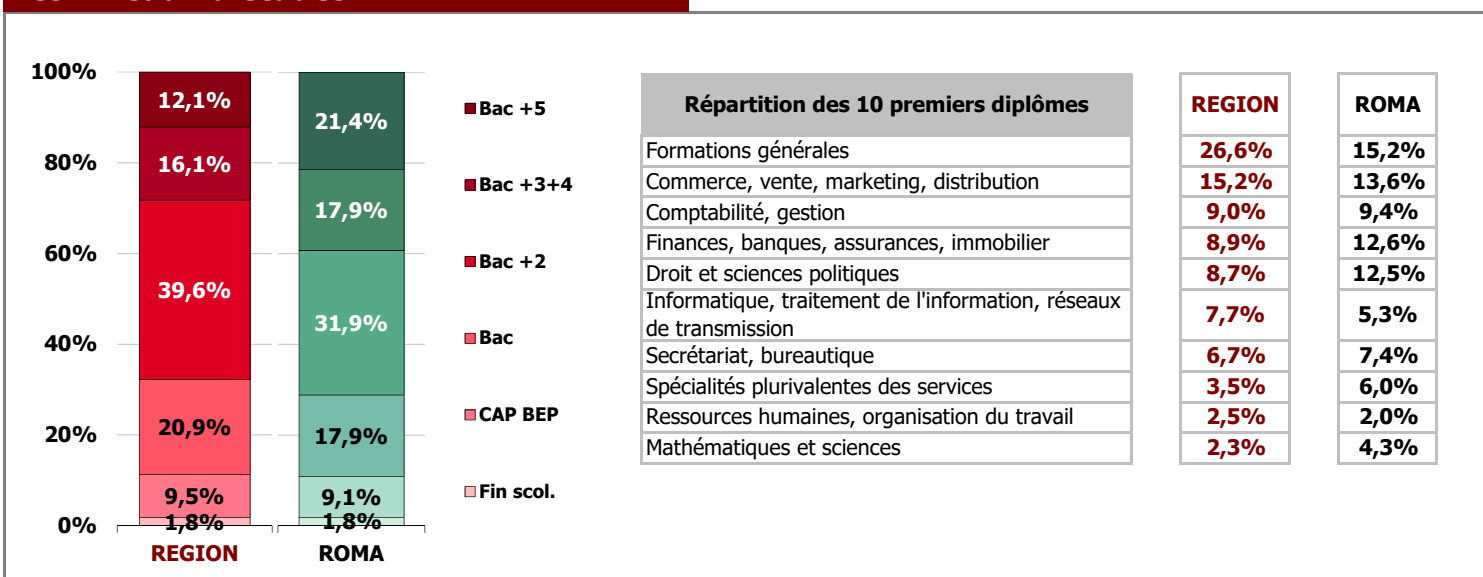 100%
80%
60%
40%
20%
0%
12,1%
16,1%
39,6%
20,9%
9,5%
1,8%
REGION
21,4%
17,9%
31,9%
17,9%
9,1%
1,8%
ROMA
Bac +5
Bac +3+4
Bac +2
Bac
CAP BEP
Fin scol.
Répartition des 10 premiers diplômes REGION ROMA
Formations générales 26,6% 15,2%
Commerce, vente, marketing, distribution 15,2% 13,6%
Comptabilité, gestion 9,0% 9,4%
Finances, banques, assurances, immobilier 8,9% 12,6%
Droit et sciences politiques 8,7% 12,5%
Informatique, traitement de l'information, réseaux
de transmission 7,7% 5,3%
Secrétariat, bureautique 6,7% 7,4%
Spécialités plurivalentes des services 3,5% 6,0%
Ressources humaines, organisation du travail 2,5% 2,0%
Mathématiques et sciences 2,3% 4,3%